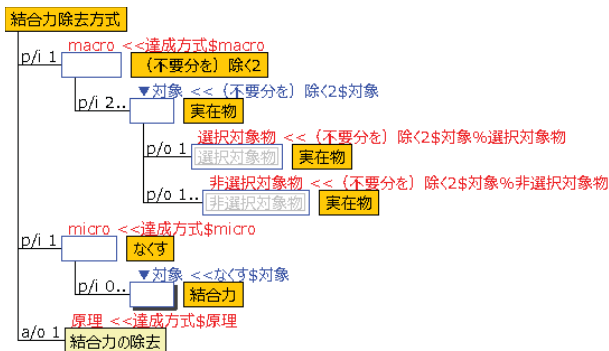 結合力除去方式
macro <<達成方式$macro
p/i 1
（不要分を）除く2
▼対象 <<（不要分を）除く2$対象
p/i 2..
実在物
選択対象物 <<（不要分を）除く2$対象%選択対象物
p/o 1
選択対象物
実在物
非選択対象物 <<（不要分を）除く2$対象%非選択対象物
p/o 1..
非選択対象物
実在物
micro <<達成方式$micro
p/i 1
なくす
▼対象 <<なくす$対象
p/i 0..
結合力
原理 <<達成方式$原理
a/o 1
結合力の除去